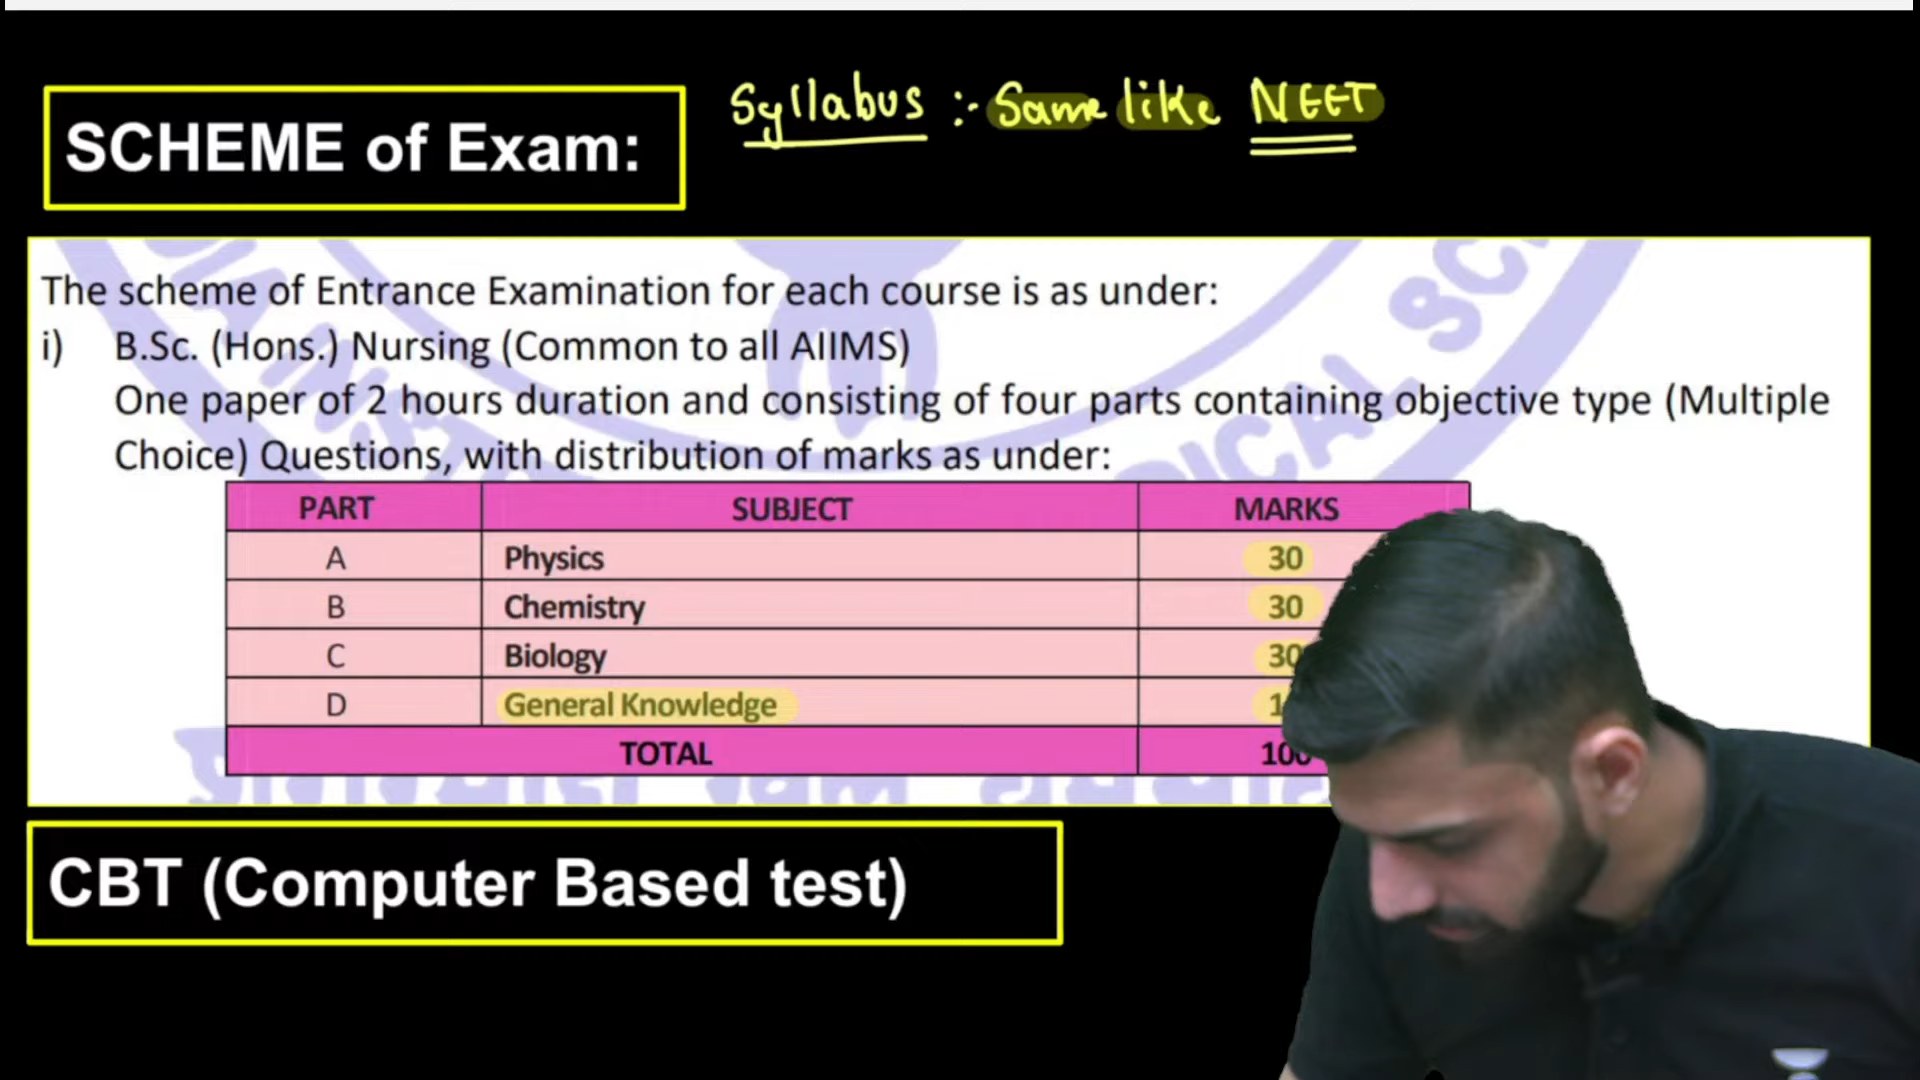 Syllabus :- Same like NEET
SCHEME of Exam:
The scheme of Entrance Examination for each course is as under:
i) B.Sc. (Hons.) Nursing (Common to all AIIMS)
One paper of 2 hours duration and consisting of four parts containing objective type (Multiple
Choice) Questions, with distribution of marks as under:
PART SUBJECT MARKS
A Physics 30
B Chemistry 30
C Biology 30
D General Knowledge
TOTAL 100
CBT (Computer Based test)